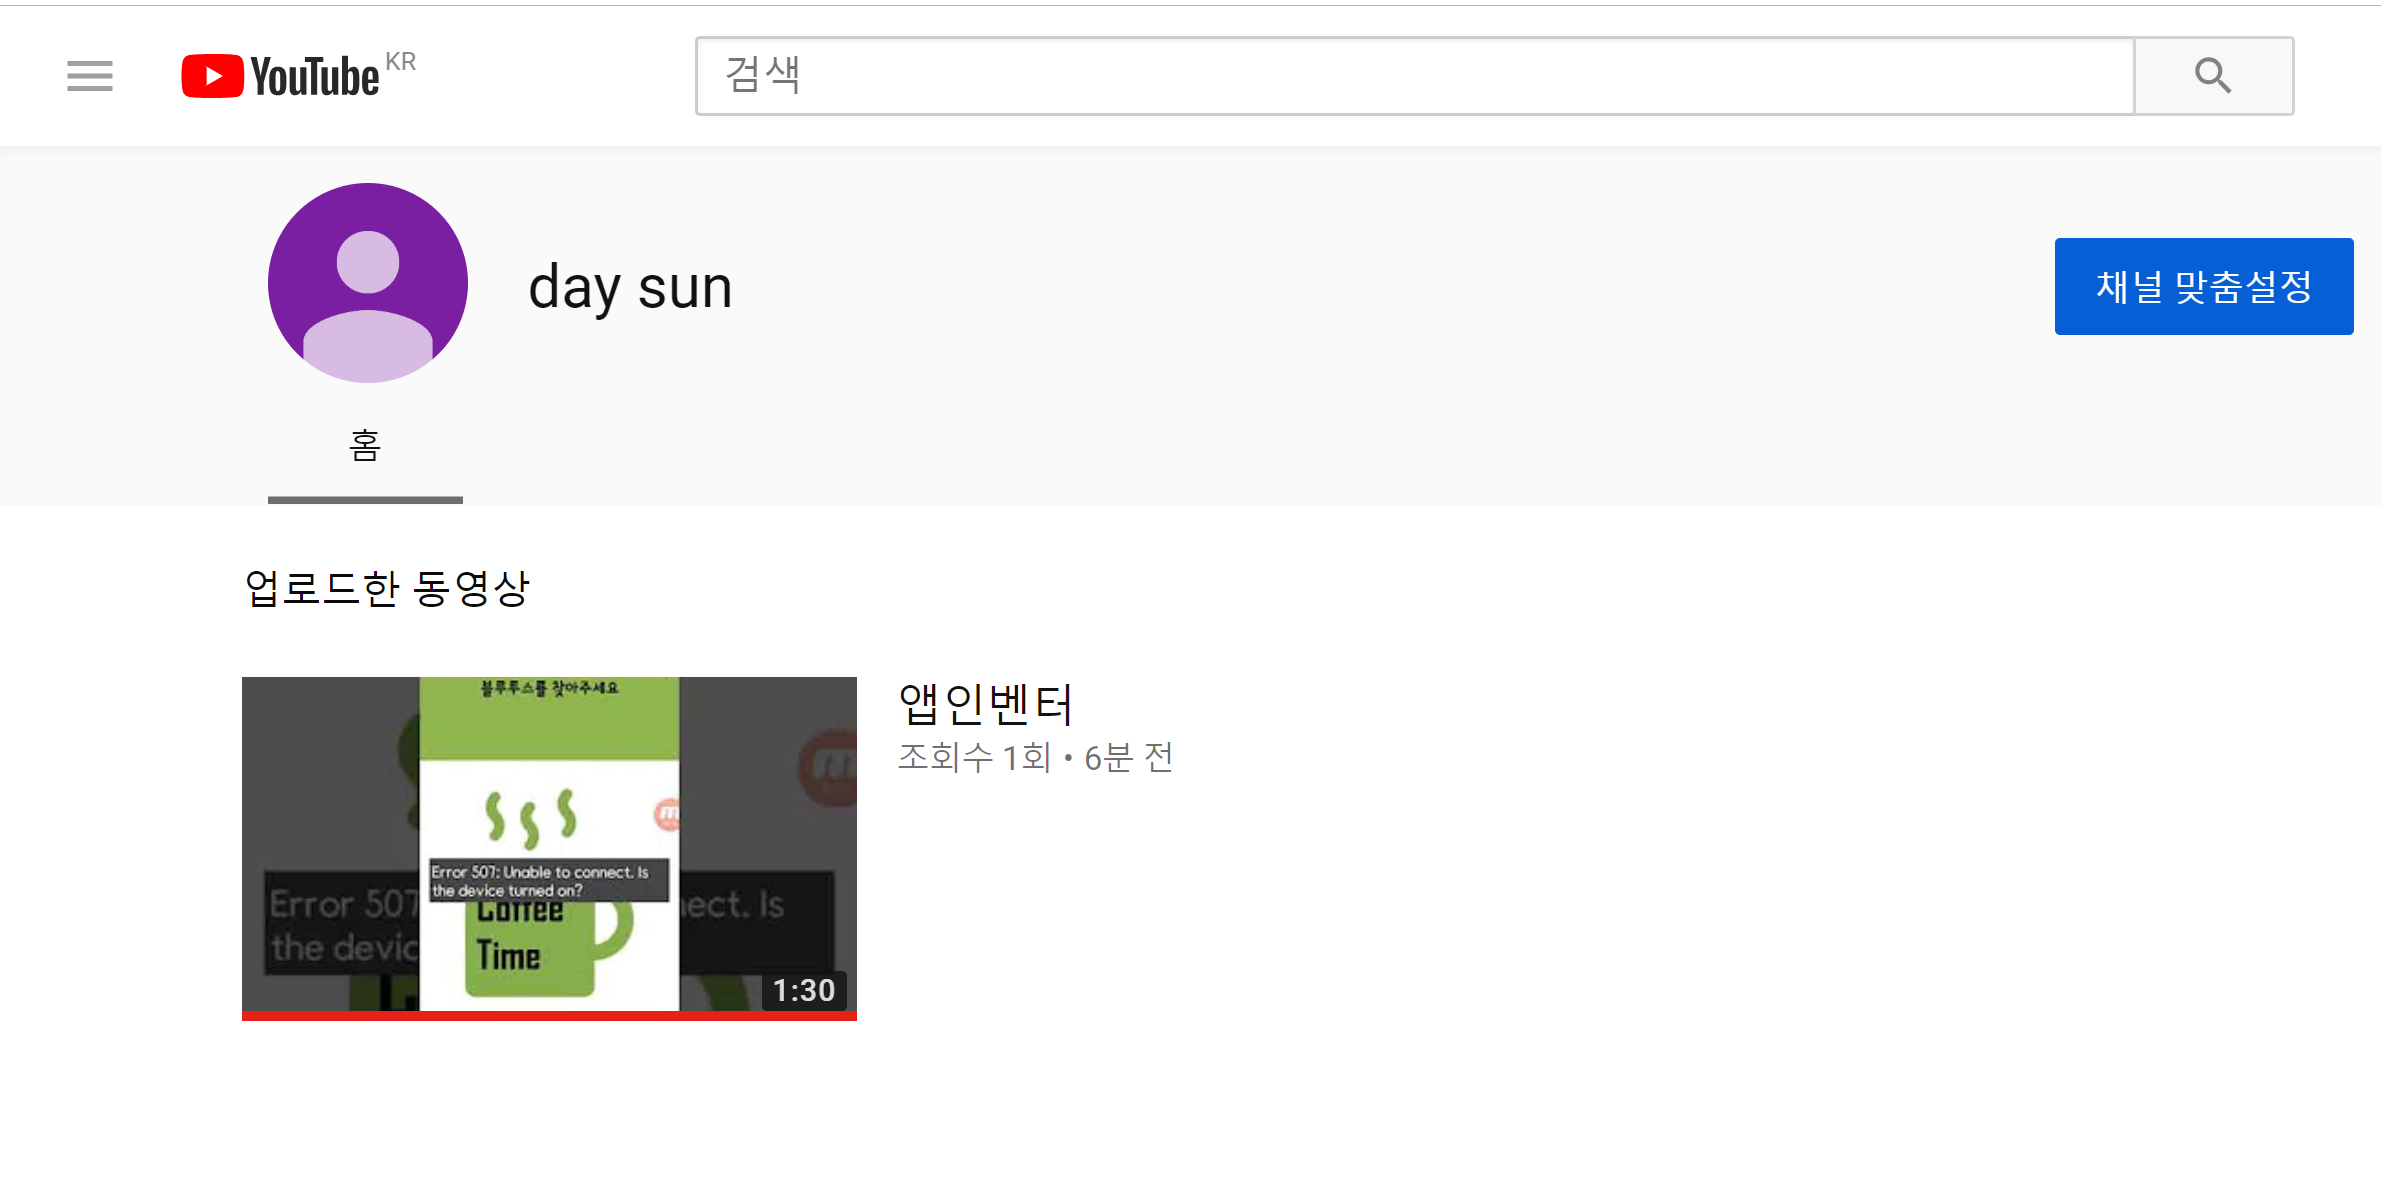 YouTube KR
검색
day sun
채널 맞춤설정
홈
업로드한 동영상
블루투스를 찾아주세요
Error 507: Unable to connect. Is
the device turned on?
Coffee
Time
Error 507
nect. Is
the devic
1:30
앱인벤터
조회수 1회 • 6분 전